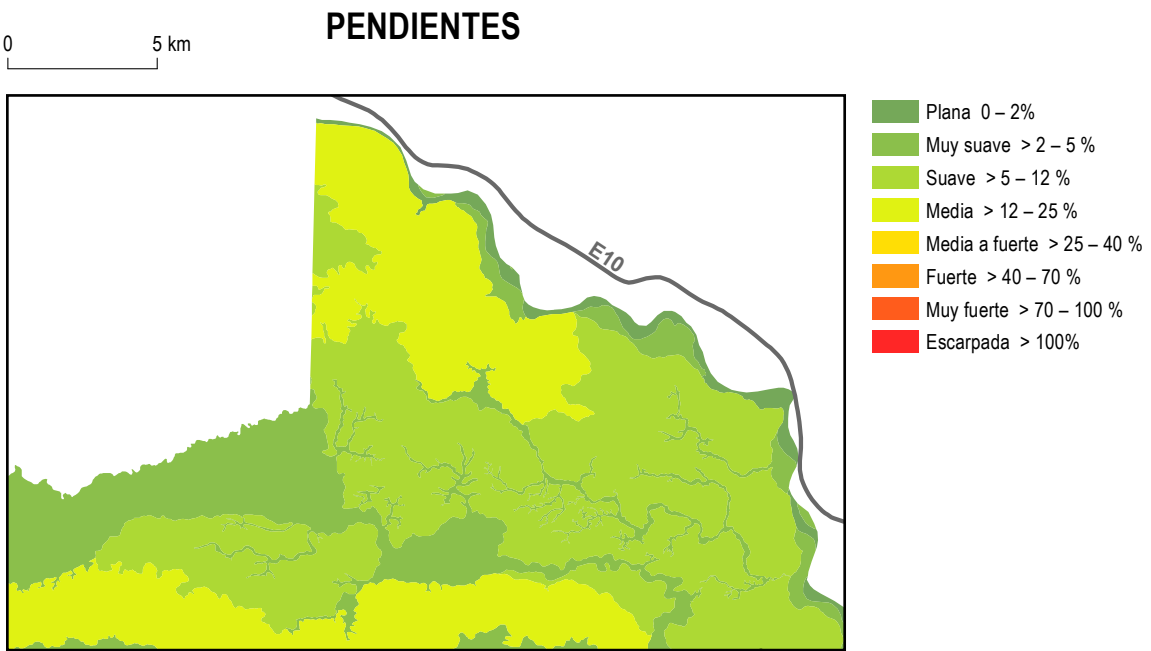 PENDIENTES
0 5 km
E10
Plana 0 – 2%
Muy suave > 2 – 5 %
Suave > 5 – 12 %
Media > 12 – 25 %
Media a fuerte > 25 – 40 %
Fuerte > 40 – 70 %
Muy fuerte > 70 – 100 %
Escarpada > 100%